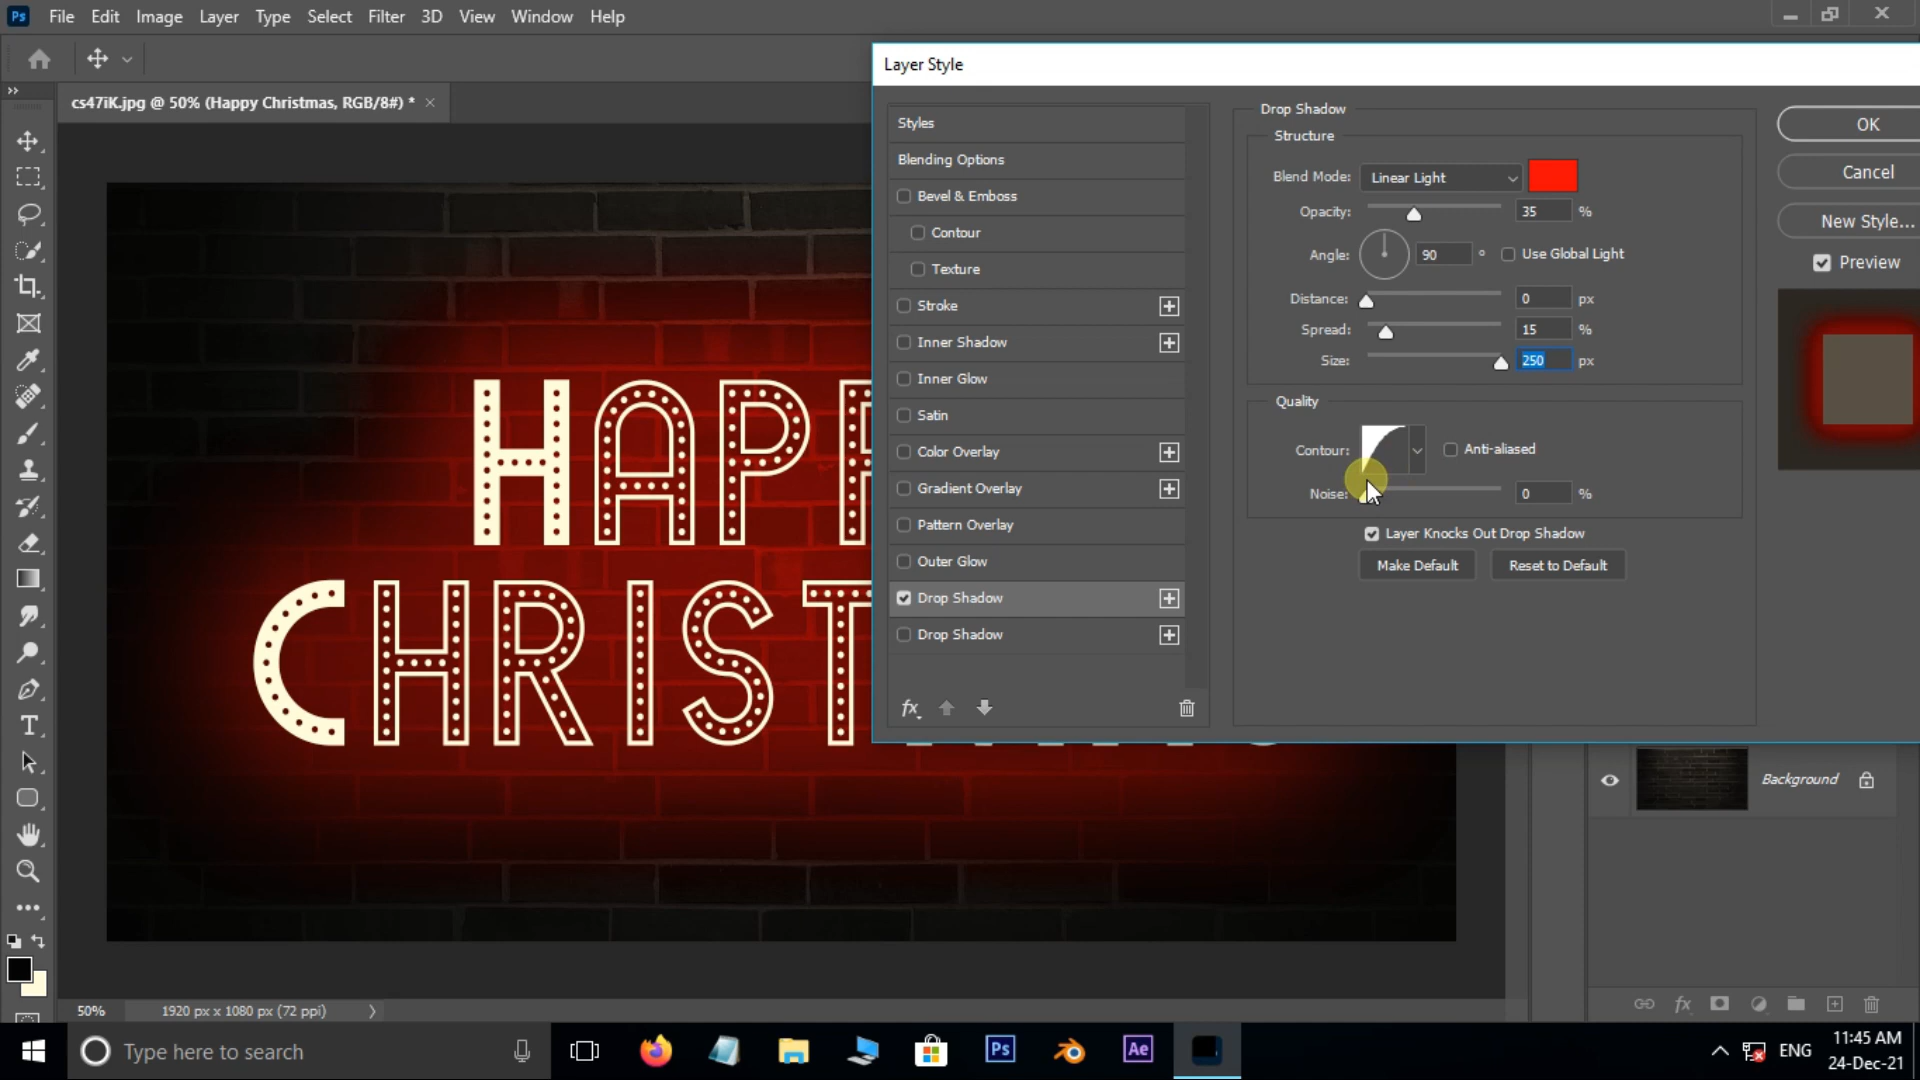 Ps File Edit Image Layer Type Select Filter 3D View Window Help
Layer Style
cs47iK.jpg @ 50% (Happy Christmas, RGB/8#) *
Styles
Blending Options
Bevel & Emboss
Contour
Texture
Stroke
Inner Shadow
Inner Glow
Satin
Color Overlay
Gradient Overlay
Pattern Overlay
Outer Glow
Drop Shadow
Drop Shadow
fx
Drop Shadow
Structure
Blend Mode: Linear Light
Opacity: 35 %
Angle: 90 ° Use Global Light
Distance: 0 px
Spread: 15 %
Size: 250 px
Quality
Contour: Anti-aliased
Noise: 0 %
Layer Knocks Out Drop Shadow
Make Default Reset to Default
OK
Cancel
New Style...
Preview
HAPP
CHRIST
Background
fx
50% 1920 px x 1080 px (72 ppi)
Type here to search
Ps
Ae
ENG
11:45 AM
24-Dec-21